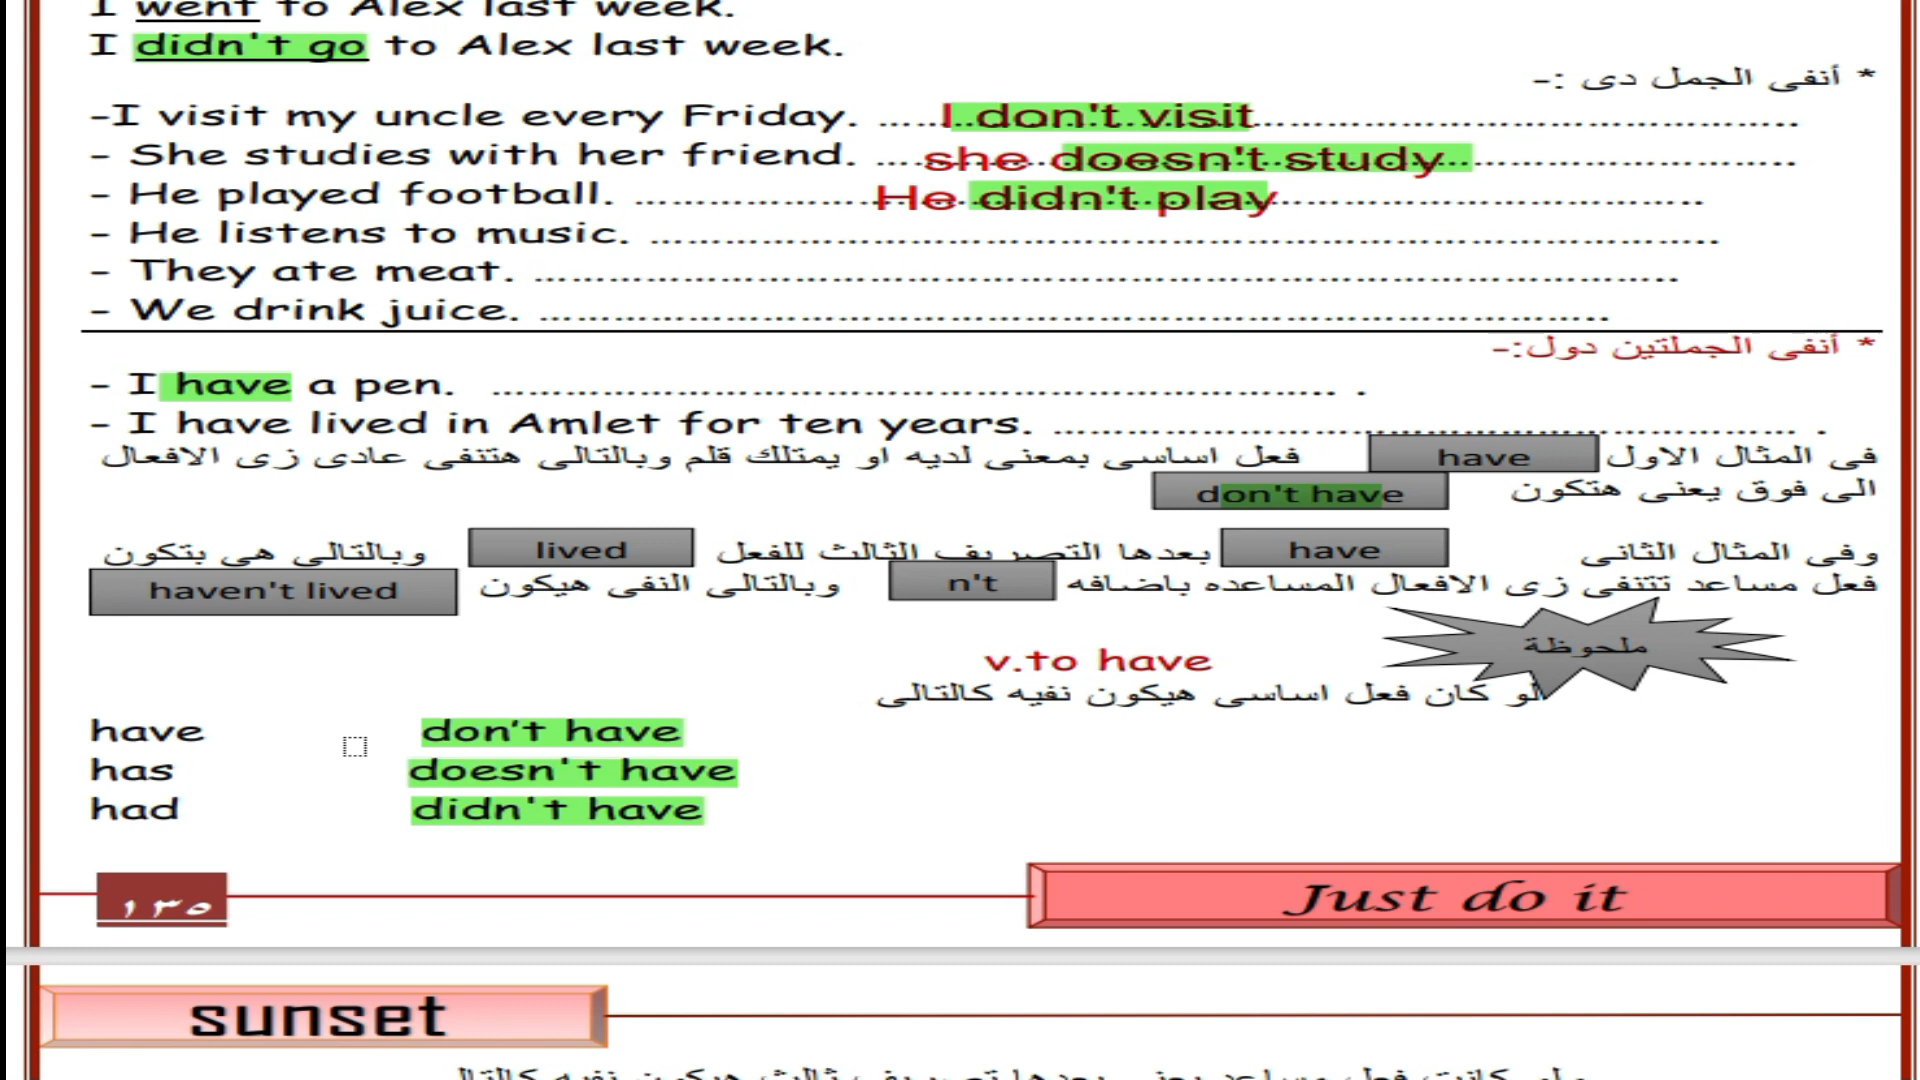 I went to Alex last week.
I didn't go to Alex last week.
* أنفى الجمل دى :-
-I visit my uncle every Friday. ........I don't visit........
- She studies with her friend. ........she doesn't study........
- He played football. ........He didn't play........
- He listens to music. ........
- They ate meat. ........
- We drink juice. ........
* أنفى الجملتين دول:-
- I have a pen. ........ .
- I have lived in Amlet for ten years. ........ .
فى المثال الاول have فعل اساسى بمعنى لديه او يمتلك قلم وبالتالى هتنفى عادى زى الافعال
الى فوق يعنى هتكون don't have
وفى المثال الثانى have بعدها التصريف الثالث للفعل lived وبالتالى هى بتكون
فعل مساعد تتنفى زى الافعال المساعده باضافه n't وبالتالى النفى هيكون haven't lived
ملحوظة
v.to have
لو كان فعل اساسى هيكون نفيه كالتالى
have don't have
has doesn't have
had didn't have
١٣٥ Just do it
sunset